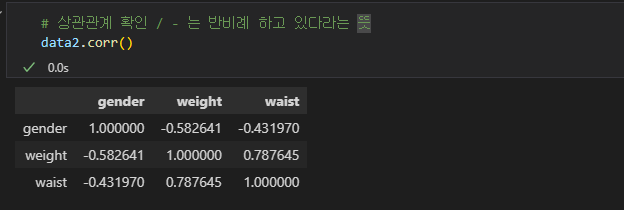 # 상관관계 확인 / - 는 반비례 하고 있다라는 뜻
data2.corr()
0.0s
gender weight waist
gender 1.000000 -0.582641 -0.431970
weight -0.582641 1.000000 0.787645
waist -0.431970 0.787645 1.000000